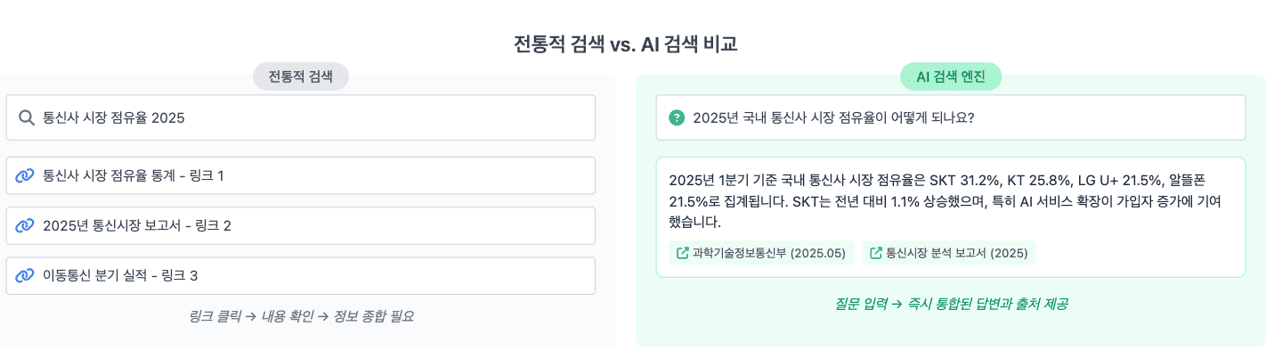 전통적 검색 vs. AI 검색 비교
전통적 검색
통신사 시장 점유율 2025
통신사 시장 점유율 통계 - 링크 1
2025년 통신시장 보고서 - 링크 2
이동통신 분기 실적 - 링크 3
링크 클릭 → 내용 확인 → 정보 종합 필요
AI 검색 엔진
2025년 국내 통신사 시장 점유율이 어떻게 되나요?
2025년 1분기 기준 국내 통신사 시장 점유율은 SKT 31.2%, KT 25.8%, LG U+ 21.5%, 알뜰폰
21.5%로 집계됩니다. SKT는 전년 대비 1.1% 상승했으며, 특히 AI 서비스 확장이 가입자 증가에 기여
했습니다.
과학기술정보통신부 (2025.05) 통신시장 분석 보고서 (2025)
질문 입력 → 즉시 통합된 답변과 출처 제공